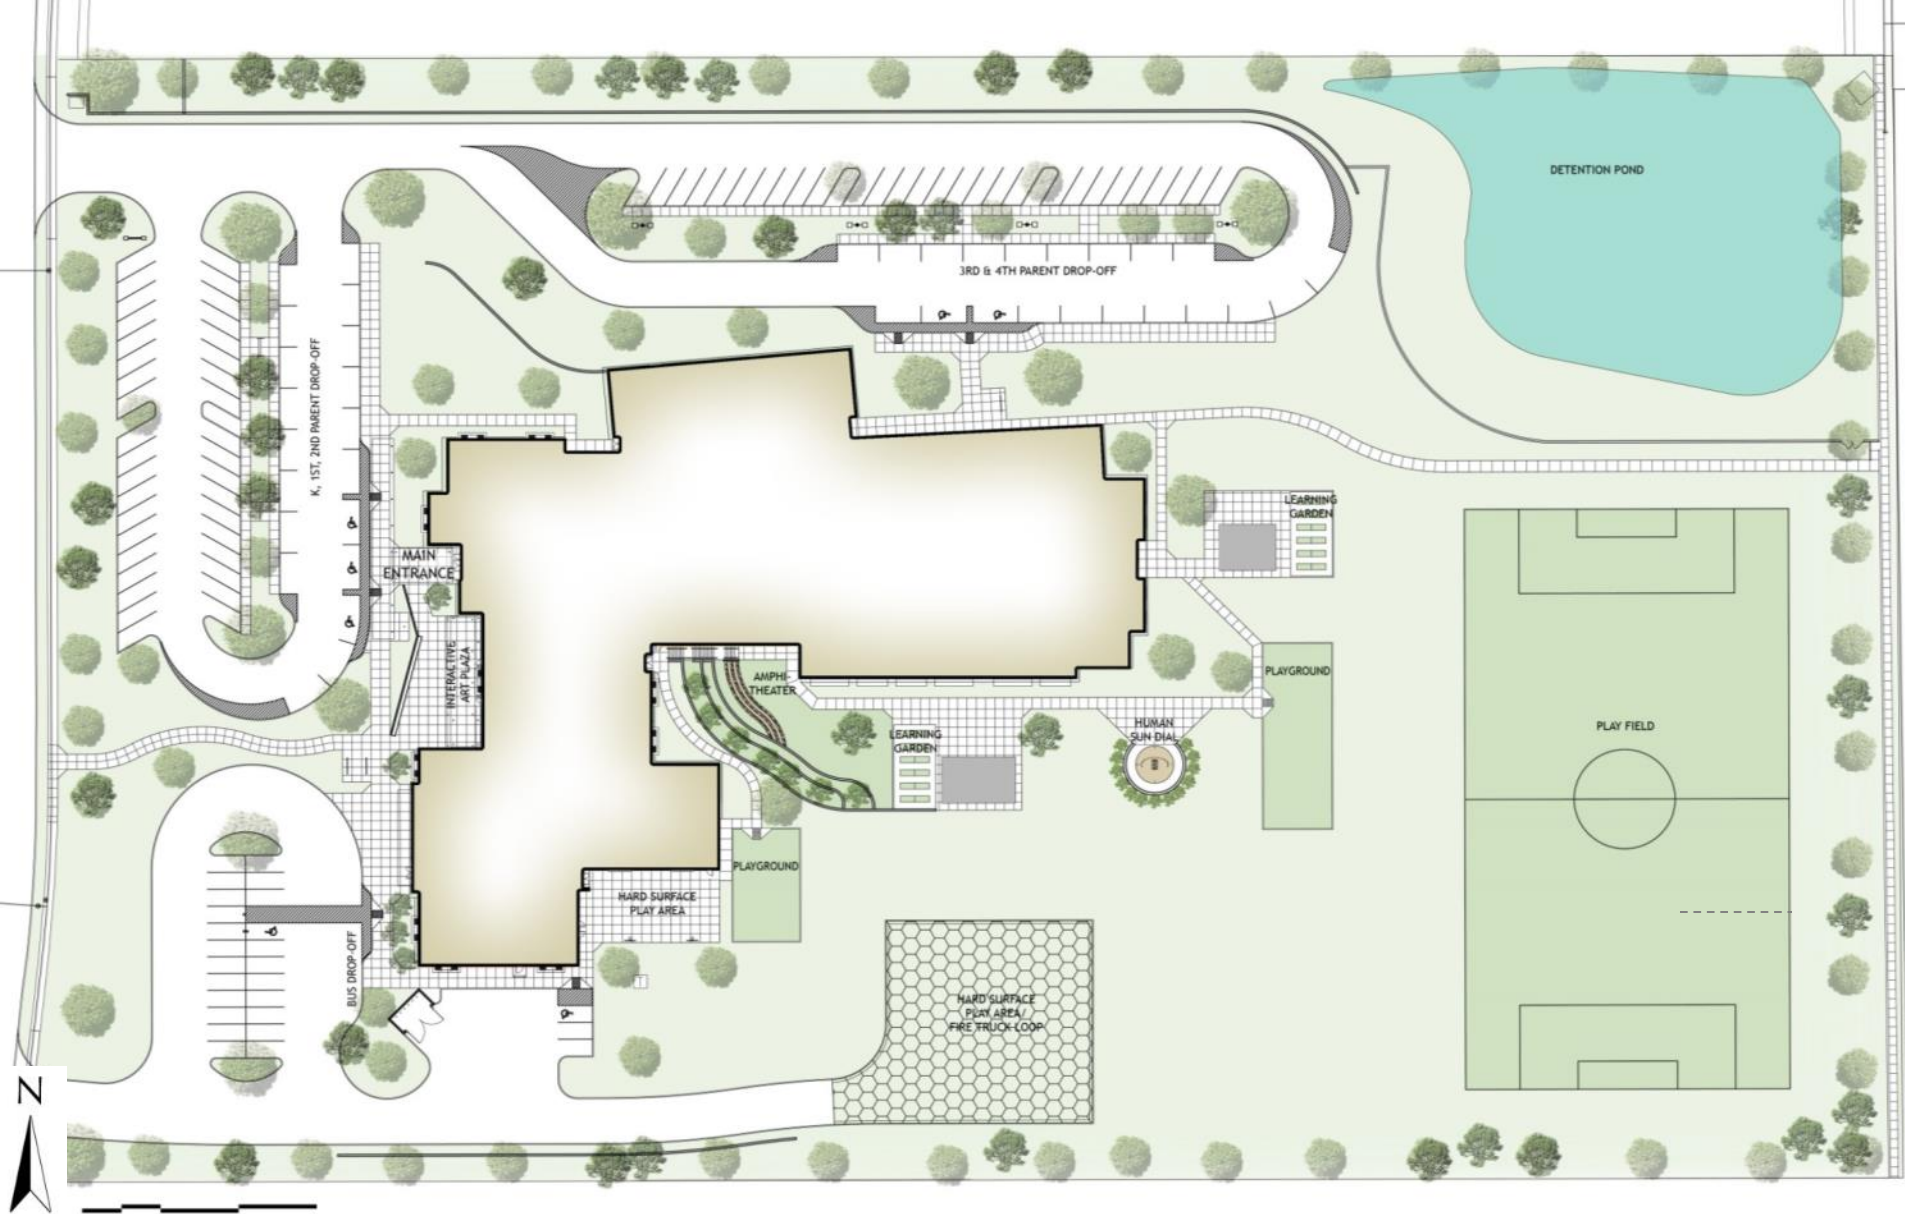 DETENTION POND
3RD & 4TH PARENT DROP-OFF
K, 1ST, 2ND PARENT DROP-OFF
LEARNING
GARDEN
MAIN
ENTRANCE
INTERACTIVE
ART PLAZA
AMPHI-
THEATER
PLAYGROUND
LEARNING
GARDEN
HUMAN
SUN DIAL
PLAY FIELD
PLAYGROUND
HARD SURFACE
PLAY AREA
BUS DROP-OFF
HARD SURFACE
PLAY AREA/
FIRE TRUCK LOOP
N